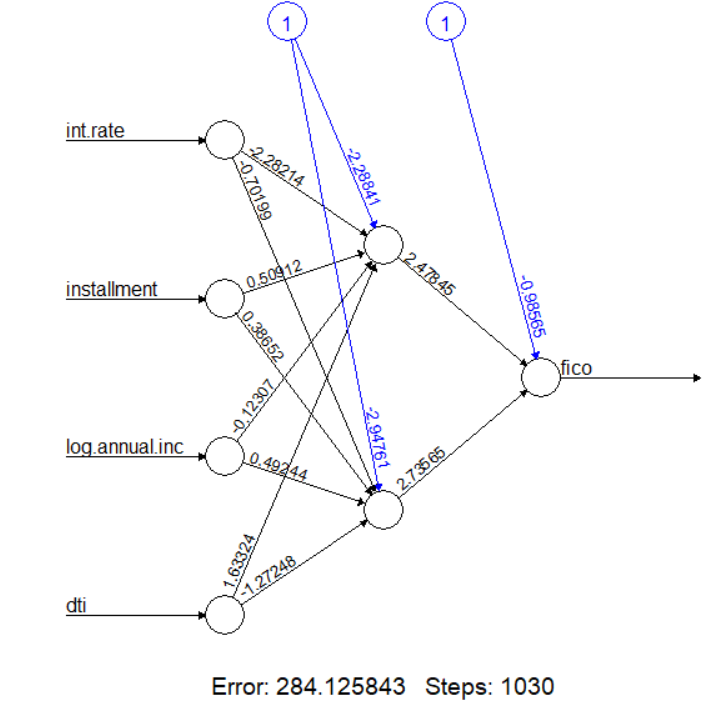 1
1
int.rate
-2.28214
-0.70199
-2.28841
installment
0.50912
0.38652
2.47845
-0.98565
fico
-0.12307
log.annual.inc
0.49244
-2.94761
2.73565
1.63324
-1.27248
dti
Error: 284.125843 Steps: 1030